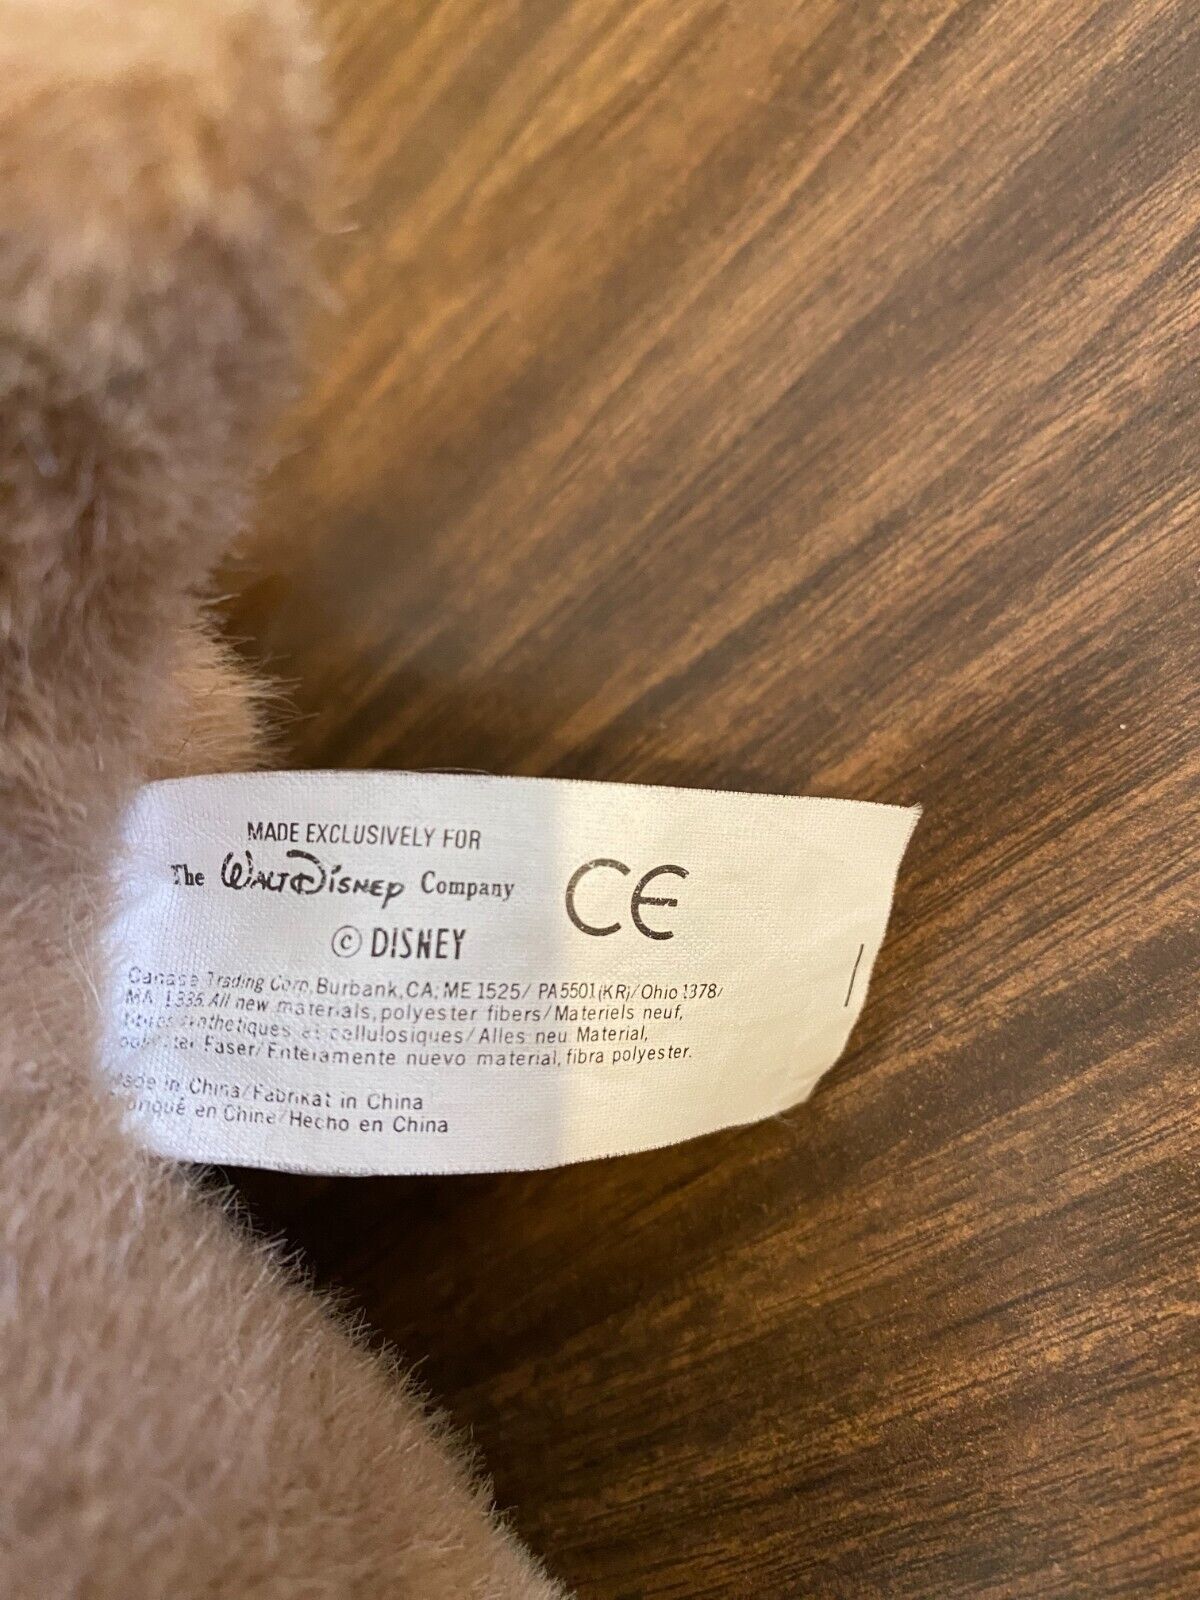 MADE EXCLUSIVELY FOR
The Walt Disney Company
CE
© DISNEY
Canasa Trading Corp, Burbank, CA; ME 1525/ PA5501(KR)/Ohio 1378/
MA. 1335. All new materials, polyester fibers/Materiels neuf,
synthetiques et cellulosiques/Alles neu Material,
Faser/Enteramente nuevo material, fibra polyester.
Made in China/Fabrikat in China
en Chine/Hecho en China